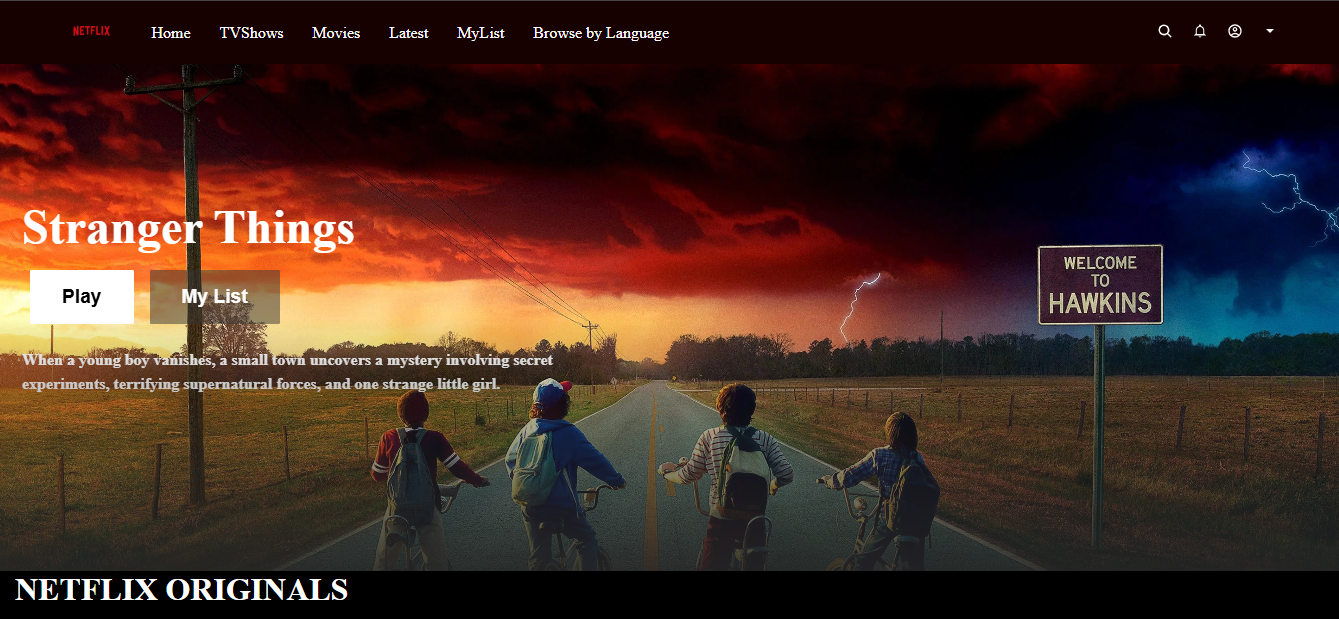 NETFLIX
Home TVShows Movies Latest MyList Browse by Language
Stranger Things
Play My List
When a young boy vanishes, a small town uncovers a mystery involving secret
experiments, terrifying supernatural forces, and one strange little girl.
WELCOME
TO
HAWKINS
NETFLIX ORIGINALS